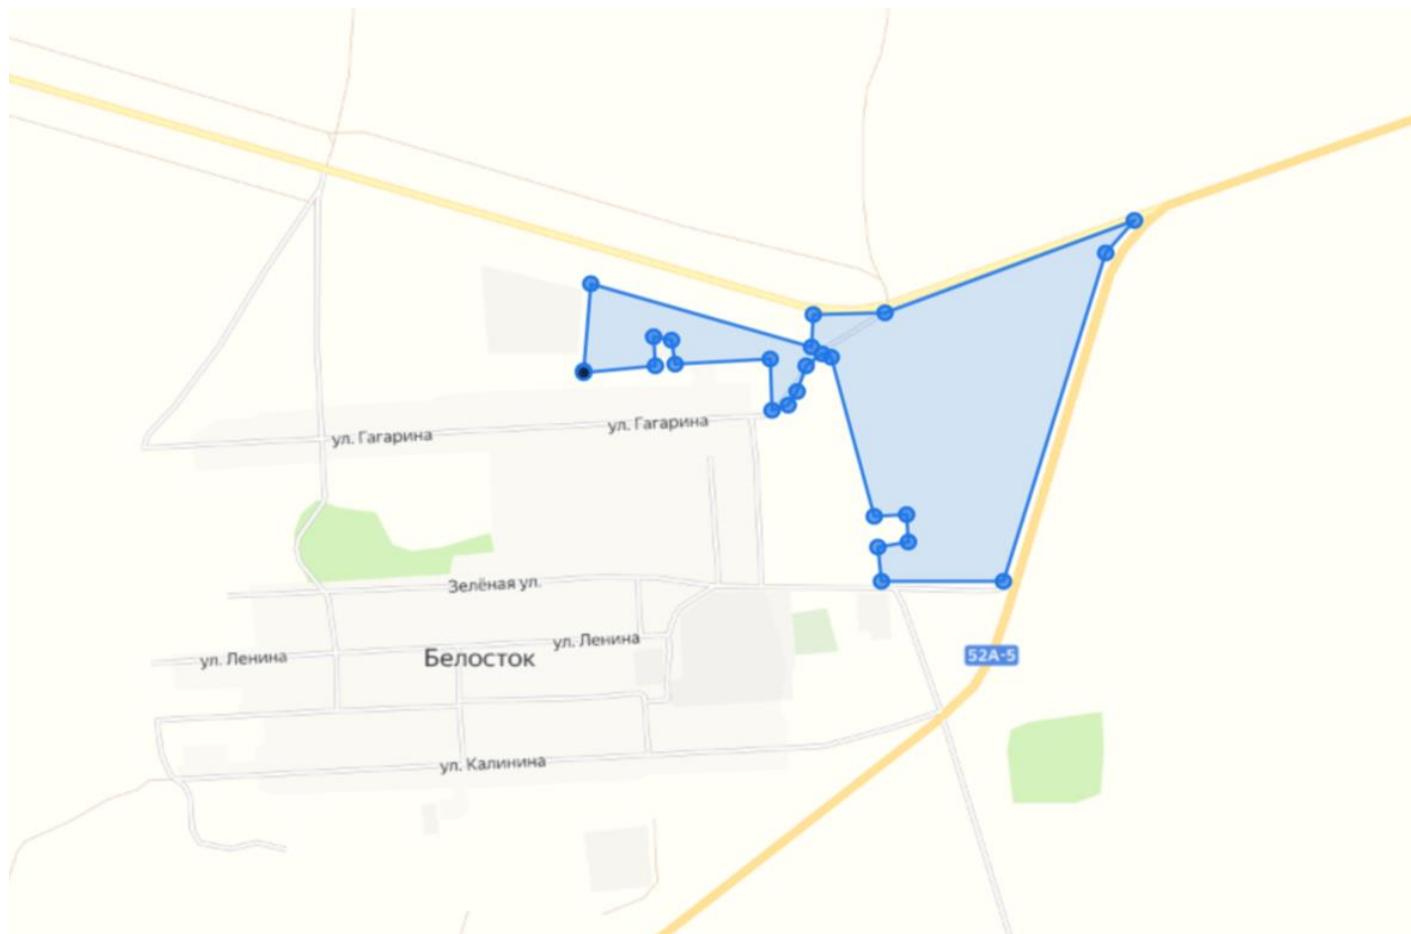 ул. Гагарина
ул. Гагарина
Зелёная ул.
ул. Ленина
ул. Ленина
Белосток
52А-5
ул. Калинина